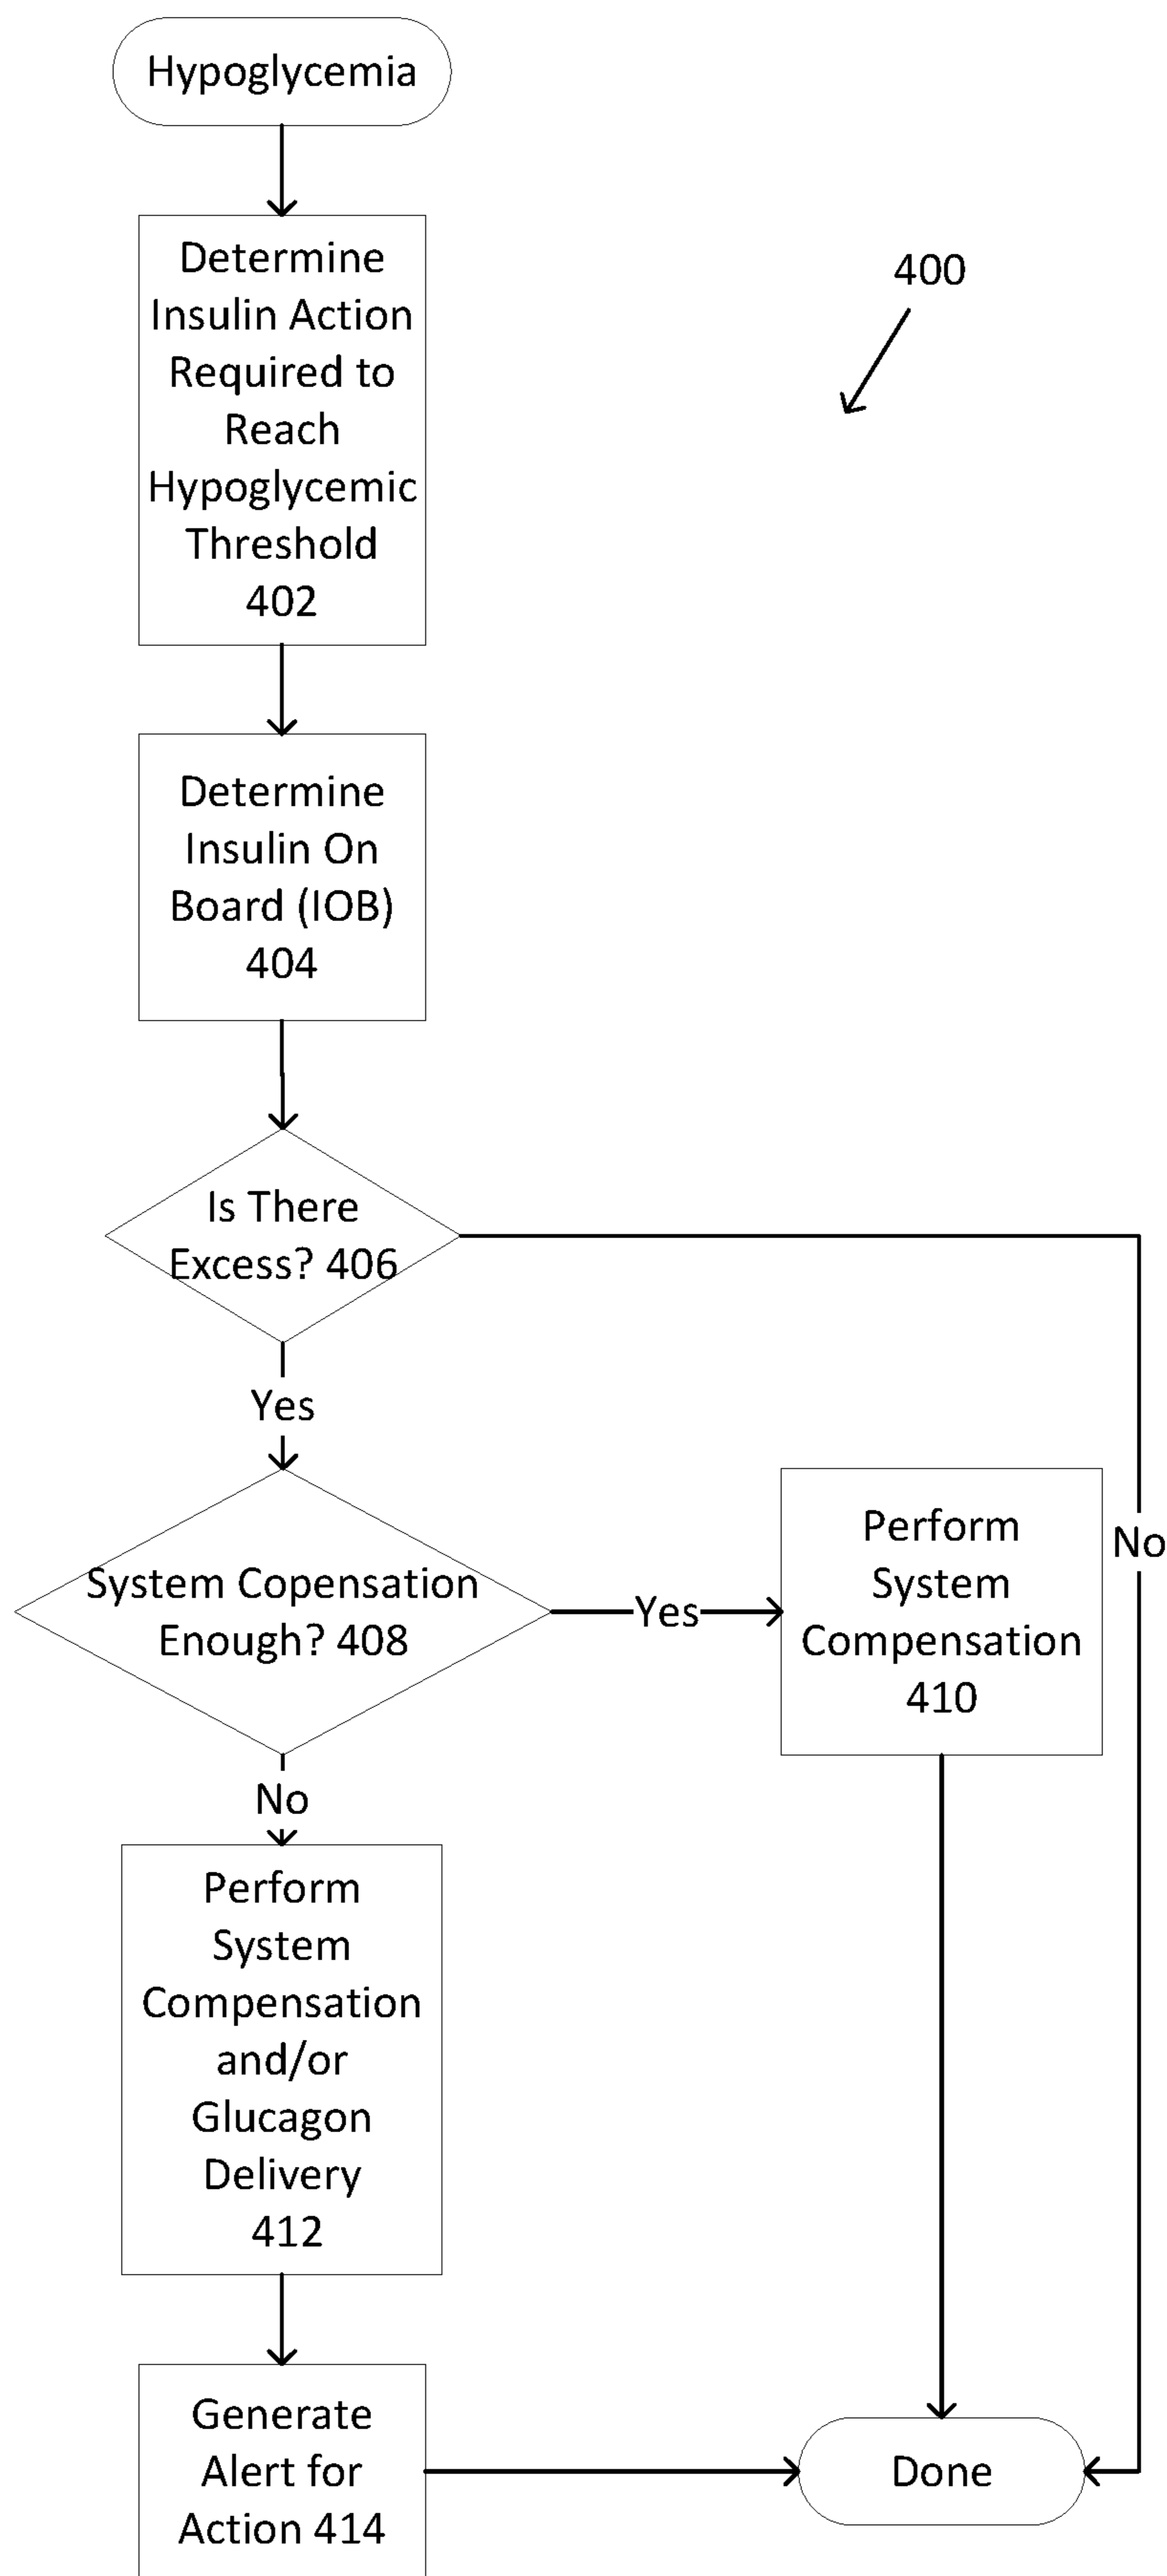 Hypoglycemia
Determine
Insulin Action
Required to
Reach
Hypoglycemic
Threshold
402
400
Determine
Insulin On
Board (IOB)
404
Is There
Excess? 406
Yes
No
System Copensation
Enough? 408
Yes
Perform
System
Compensation
410
No
Perform
System
Compensation
and/or
Glucagon
Delivery
412
Generate
Alert for
Action 414
Done